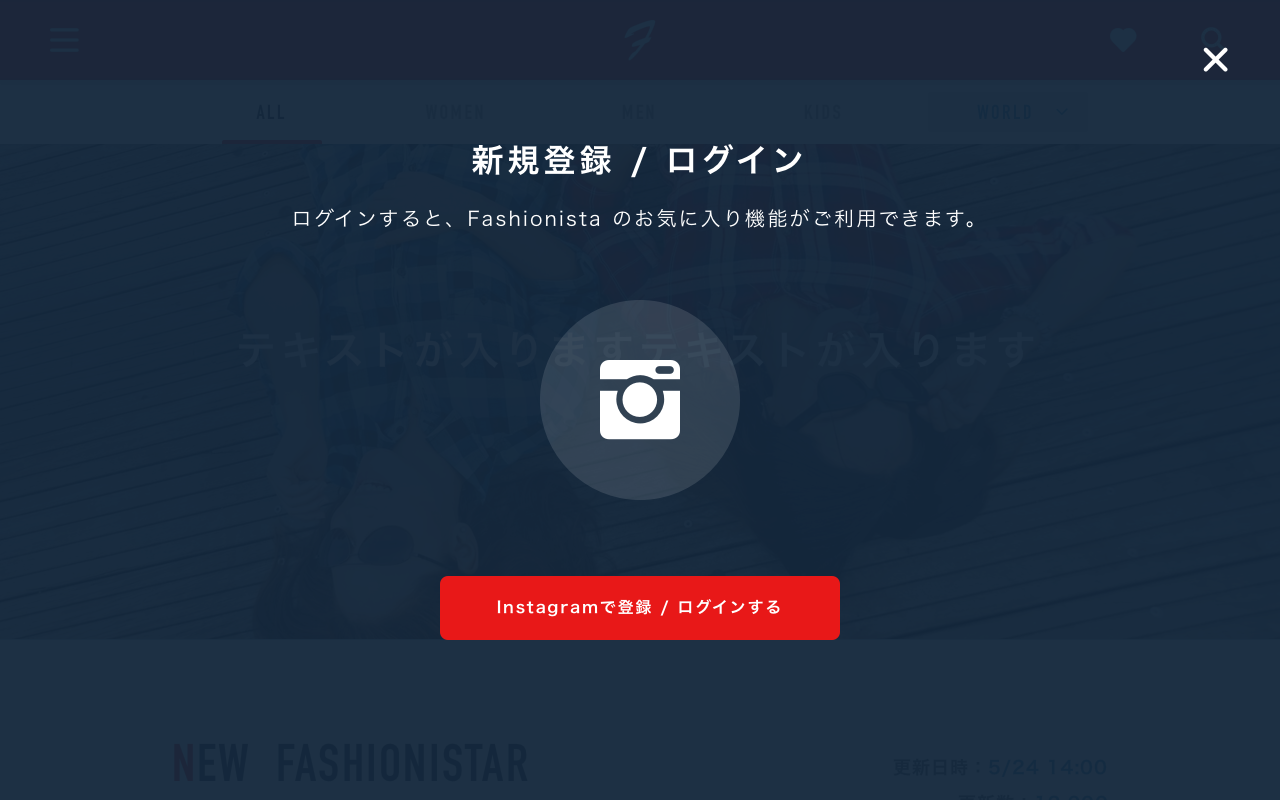 ALL WOMEN MEN KIDS WORLD
新規登録 / ログイン
ログインすると、Fashionista のお気に入り機能がご利用できます。
テキストが入りますテキストが入ります
Instagramで登録 / ログインする
NEW FASHIONISTAR
更新日時：5/24 14:00